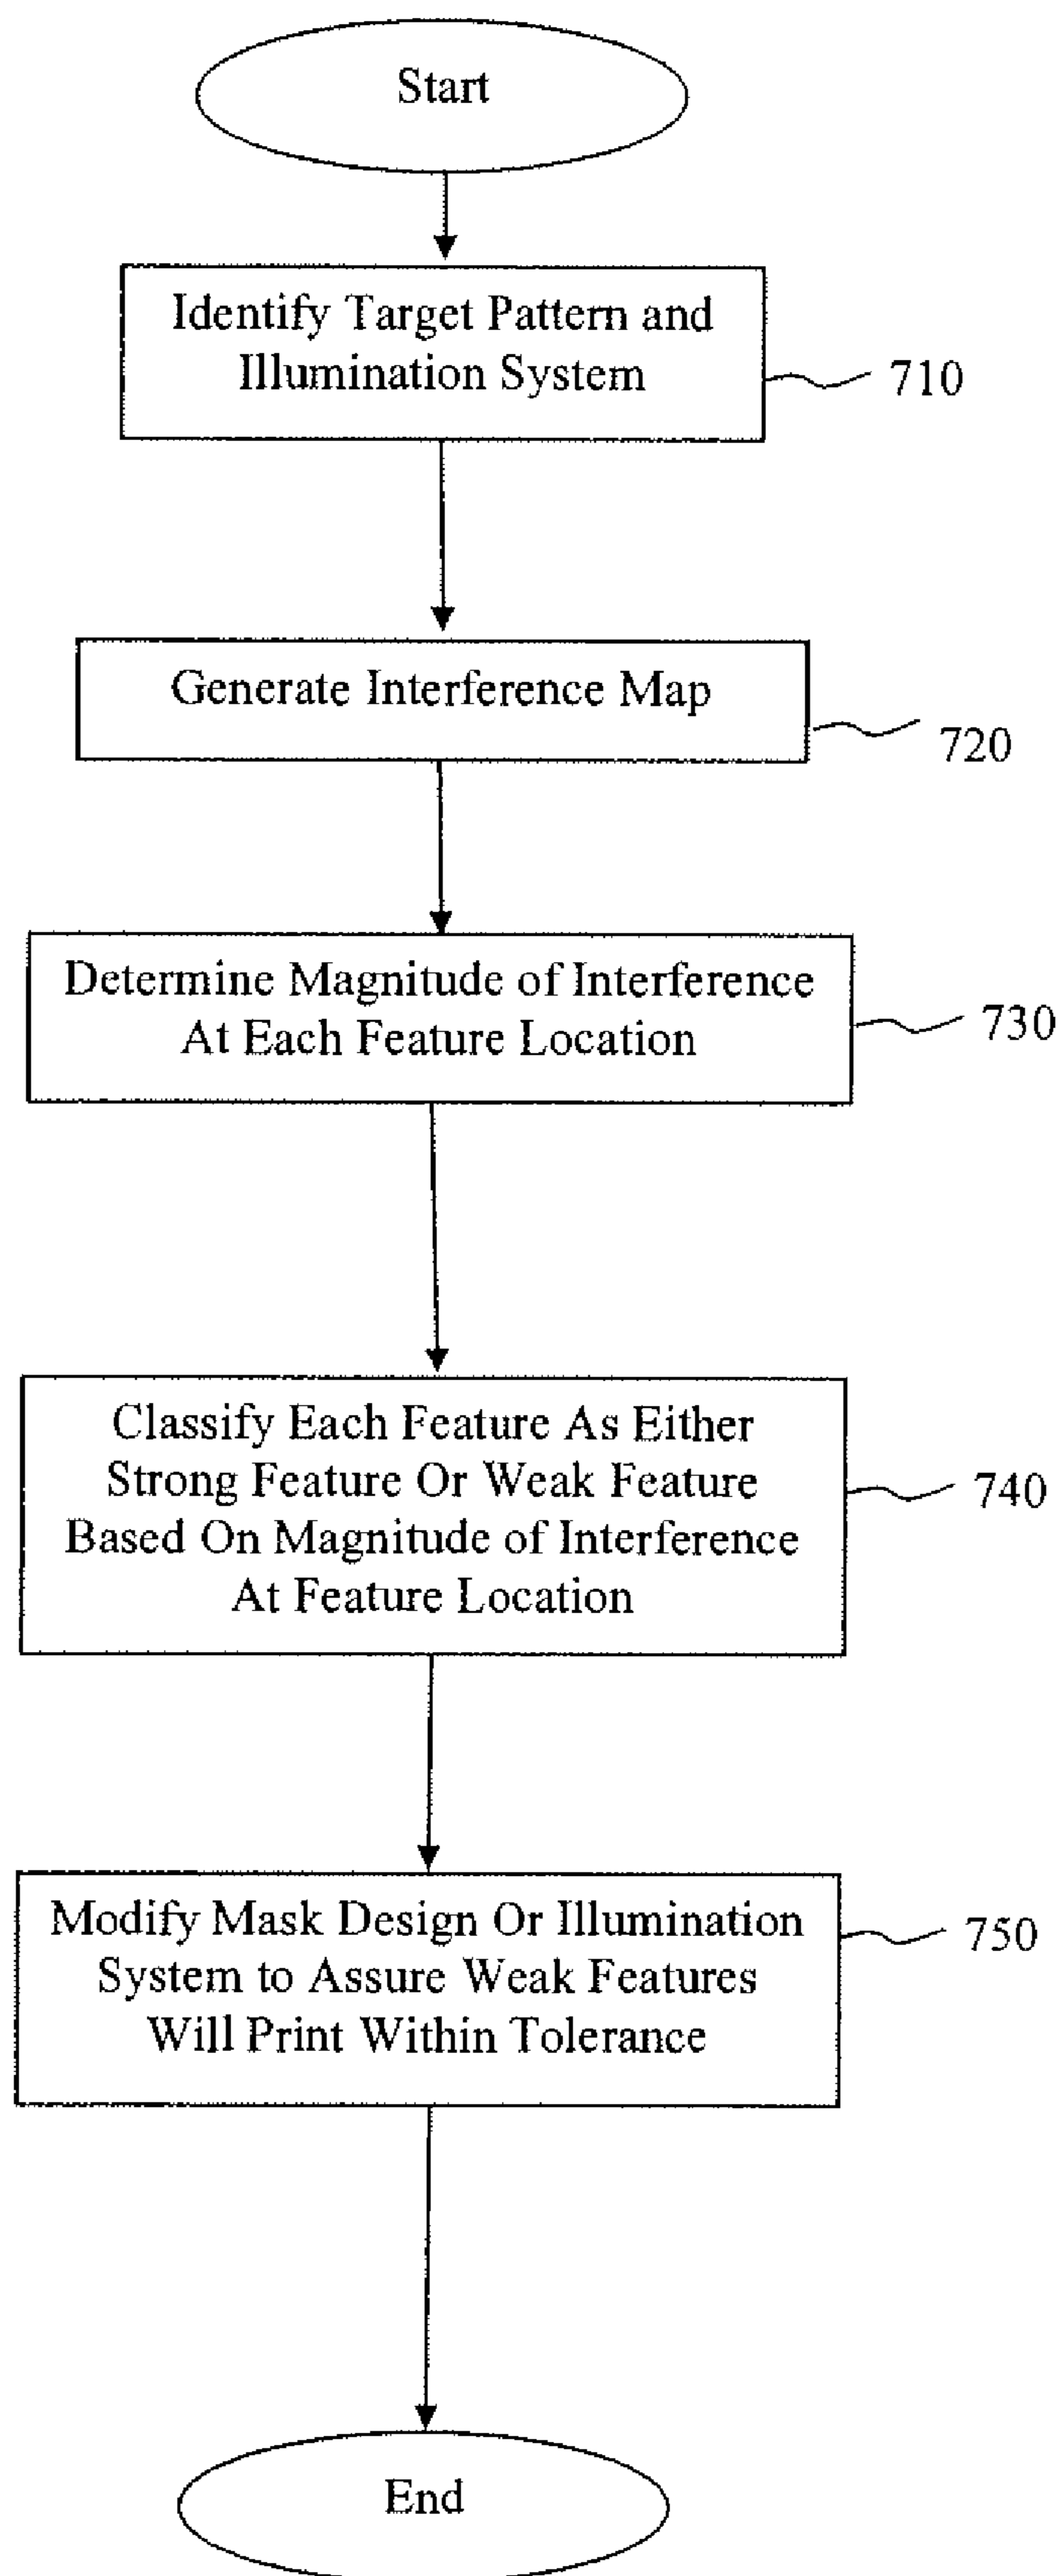 Start
Identify Target Pattern and
Illumination System
710
Generate Interference Map
720
Determine Magnitude of Interference
At Each Feature Location
730
Classify Each Feature As Either
Strong Feature Or Weak Feature
Based On Magnitude of Interference
At Feature Location
740
Modify Mask Design Or Illumination
System to Assure Weak Features
Will Print Within Tolerance
750
End